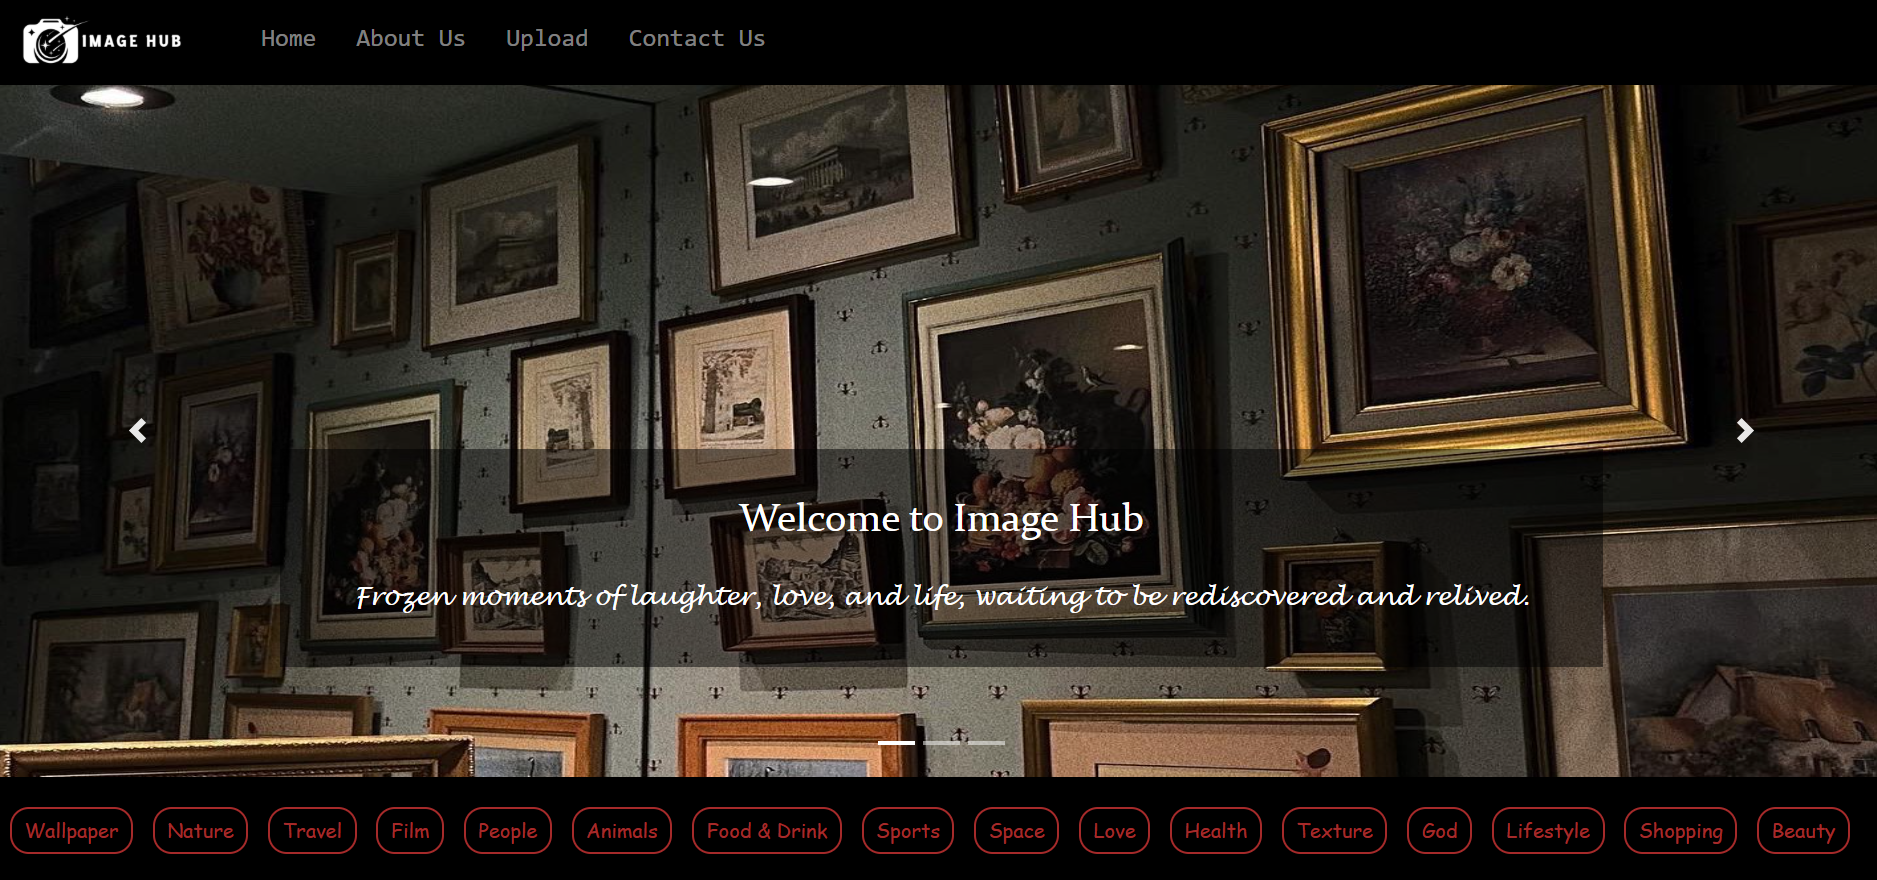 IMAGE HUB
Home About Us Upload Contact Us
Welcome to Image Hub
Frozen moments of laughter, love, and life, waiting to be rediscovered and relived.
Wallpaper Nature Travel Film People Animals Food & Drink Sports Space Love Health Texture God Lifestyle Shopping Beauty